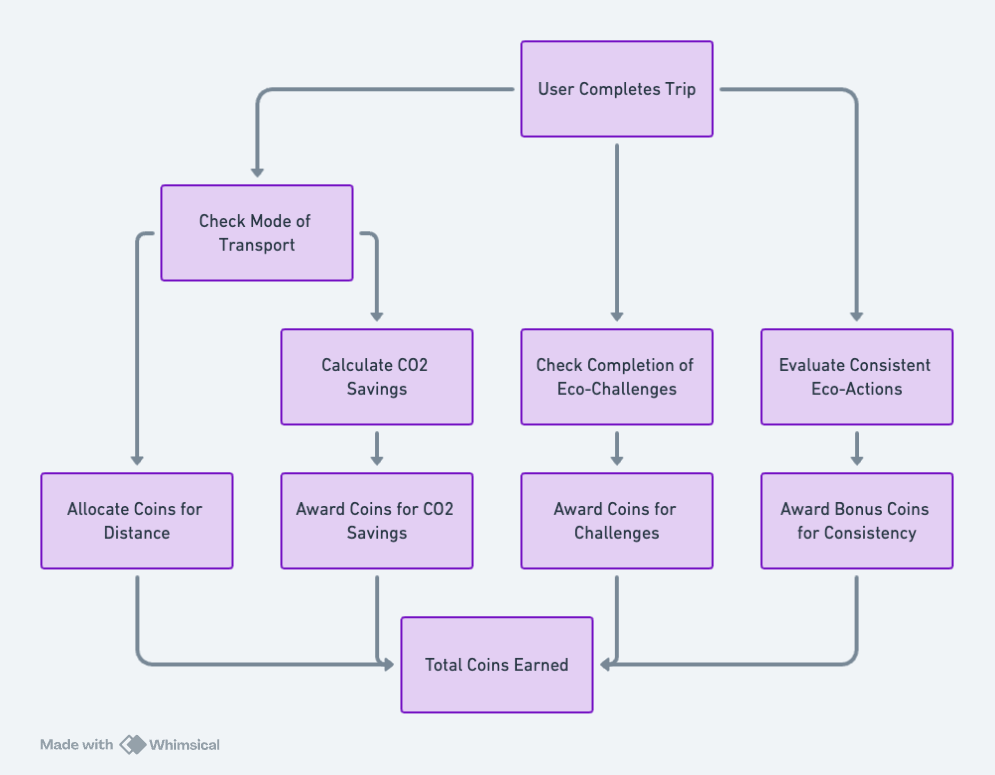 User Completes Trip
Check Mode of
Transport
Calculate CO2
Savings
Check Completion of
Eco-Challenges
Evaluate Consistent
Eco-Actions
Allocate Coins for
Distance
Award Coins for CO2
Savings
Award Coins for
Challenges
Award Bonus Coins
for Consistency
Total Coins Earned
Made with Whimsical